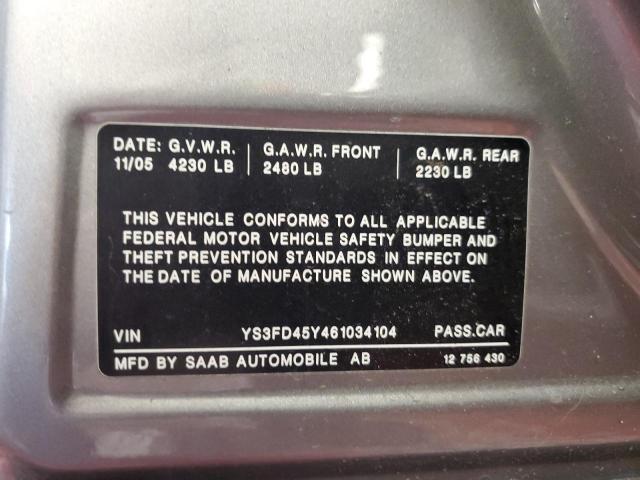 DATE: G.V.W.R. G.A.W.R. FRONT G.A.W.R. REAR
11/05 4230 LB 2480 LB 2230 LB
THIS VEHICLE CONFORMS TO ALL APPLICABLE
FEDERAL MOTOR VEHICLE SAFETY BUMPER AND
THEFT PREVENTION STANDARDS IN EFFECT ON
THE DATE OF MANUFACTURE SHOWN ABOVE.
VIN YS3FD45Y461034104 PASS.CAR
MFD BY SAAB AUTOMOBILE AB 12 756 430